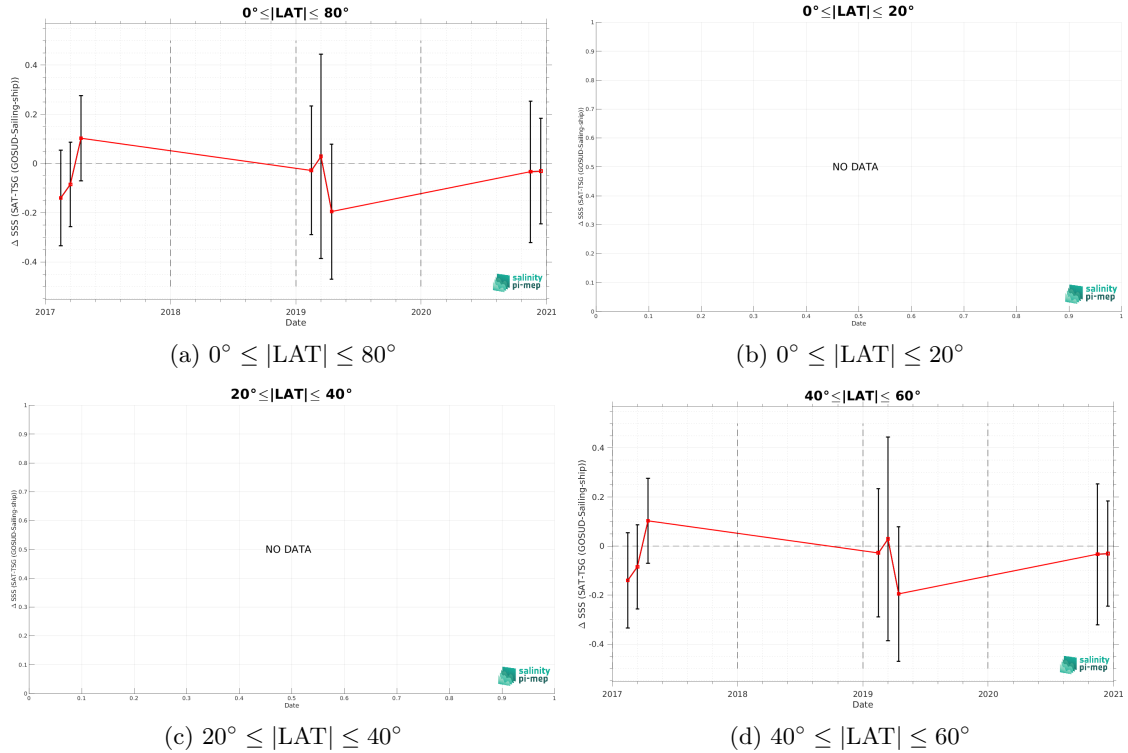 0°≤|LAT|≤ 80°
Δ SSS (SAT-TSG (GOSUD-Sailing-ship))
0.4
0.2
0
-0.2
-0.4
salinity
pi-mep
2017 2018 2019 2020 2021
Date
(a) 0° ≤ |LAT| ≤ 80°
0°≤|LAT|≤ 20°
Δ SSS (SAT-TSG (GOSUD-Sailing-ship))
1
0.9
0.8
0.7
0.6
0.5
0.4
0.3
0.2
0.1
0
NO DATA
salinity
pi-mep
0 0.1 0.2 0.3 0.4 0.5 0.6 0.7 0.8 0.9 1
Date
(b) 0° ≤ |LAT| ≤ 20°
20°≤|LAT|≤ 40°
Δ SSS (SAT-TSG (GOSUD-Sailing-ship))
1
0.9
0.8
0.7
0.6
0.5
0.4
0.3
0.2
0.1
0
NO DATA
salinity
pi-mep
0 0.1 0.2 0.3 0.4 0.5 0.6 0.7 0.8 0.9 1
Date
(c) 20° ≤ |LAT| ≤ 40°
40°≤|LAT|≤ 60°
Δ SSS (SAT-TSG (GOSUD-Sailing-ship))
0.4
0.2
0
-0.2
-0.4
salinity
pi-mep
2017 2018 2019 2020 2021
Date
(d) 40° ≤ |LAT| ≤ 60°